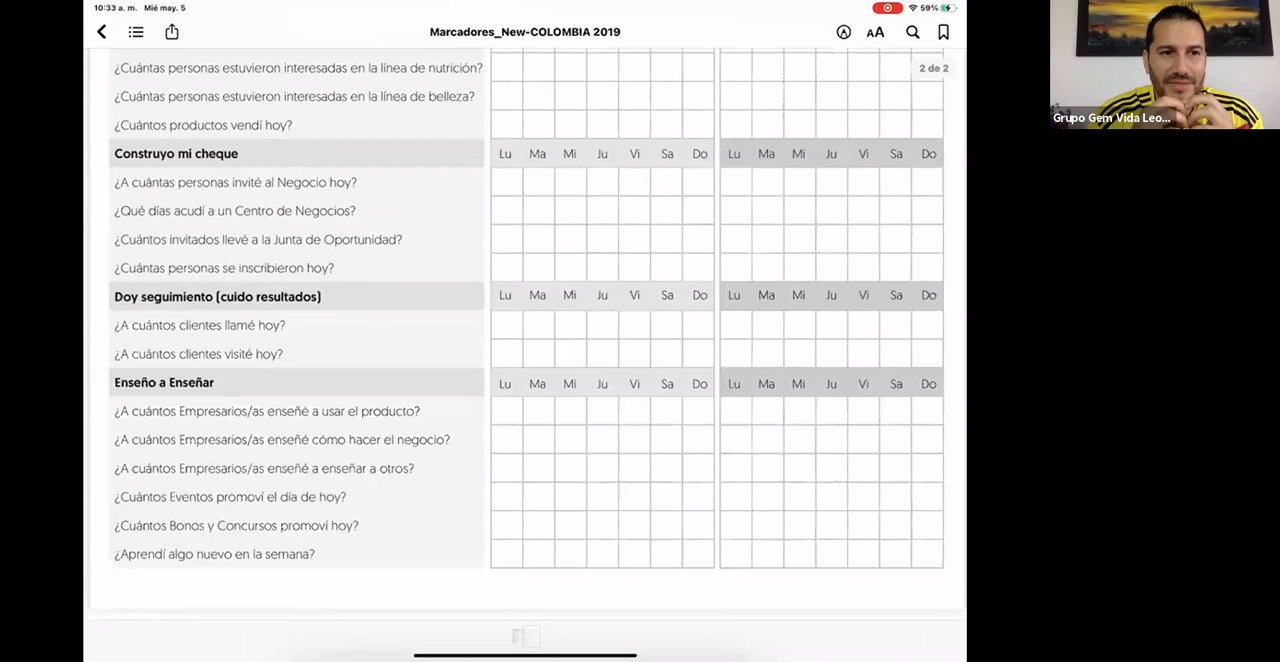 10:33 a. m. Mié may. 5
59%
Marcadores_New-COLOMBIA 2019
AA
2 de 2
¿Cuántas personas estuvieron interesadas en la línea de nutrición?
¿Cuántas personas estuvieron interesadas en la línea de belleza?
¿Cuántos productos vendí hoy?
Construyo mi cheque Lu Ma Mi Ju Vi Sa Do Lu Ma Mi Ju Vi Sa Do
¿A cuántas personas invité al Negocio hoy?
¿Qué días acudí a un Centro de Negocios?
¿Cuántos invitados llevé a la Junta de Oportunidad?
¿Cuántas personas se inscribieron hoy?
Doy seguimiento (cuido resultados) Lu Ma Mi Ju Vi Sa Do Lu Ma Mi Ju Vi Sa Do
¿A cuántos clientes llamé hoy?
¿A cuántos clientes visité hoy?
Enseño a Enseñar Lu Ma Mi Ju Vi Sa Do Lu Ma Mi Ju Vi Sa Do
¿A cuántos Empresarios/as enseñé a usar el producto?
¿A cuántos Empresarios/as enseñé cómo hacer el negocio?
¿A cuántos Empresarios/as enseñé a enseñar a otros?
¿Cuántos Eventos promoví el día de hoy?
¿Cuántos Bonos y Concursos promoví hoy?
¿Aprendí algo nuevo en la semana?
Grupo Gem Vida Leo...